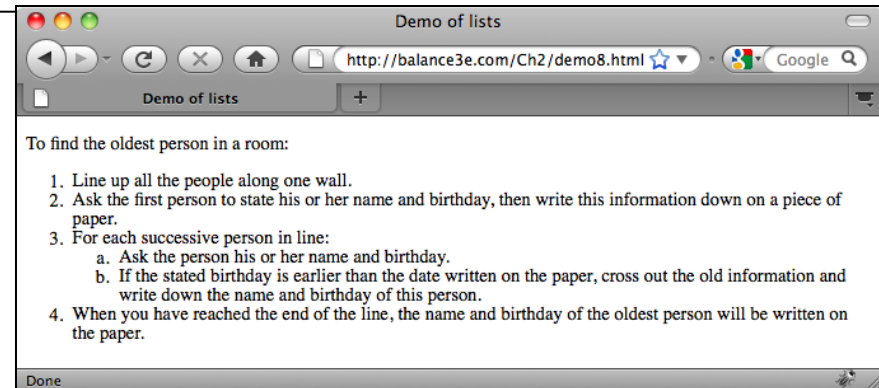 Demo of lists
http://balance3e.com/Ch2/demo8.html
Google
Demo of lists
+
To find the oldest person in a room:
1. Line up all the people along one wall.
2. Ask the first person to state his or her name and birthday, then write this information down on a piece of
paper.
3. For each successive person in line:
a. Ask the person his or her name and birthday.
b. If the stated birthday is earlier than the date written on the paper, cross out the old information and
write down the name and birthday of this person.
4. When you have reached the end of the line, the name and birthday of the oldest person will be written on
the paper.
Done